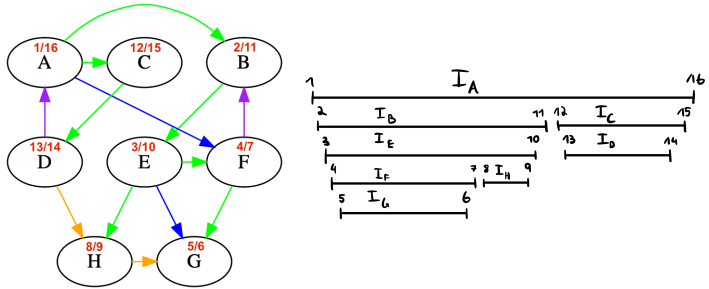 1/16
A
12/15
C
2/11
B
13/14
D
3/10
E
4/7
F
8/9
H
5/6
G
1 I_A 16
2 I_B 11 12 I_C 15
3 I_E 10 13 I_D 14
4 I_F 7 8 I_H 9
5 I_G 6